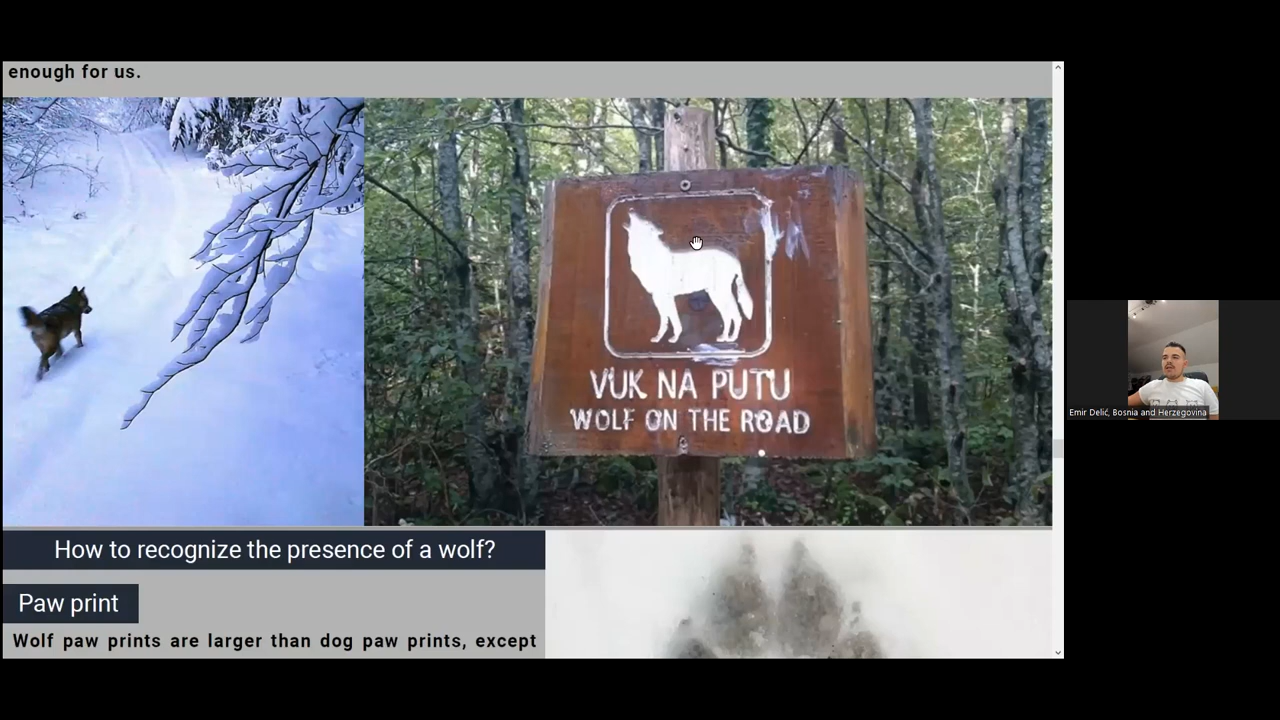 enough for us.
VUK NA PUTU
WOLF ON THE ROAD
How to recognize the presence of a wolf?
Paw print
Wolf paw prints are larger than dog paw prints, except
Emir Delić, Bosnia and Herzegovina